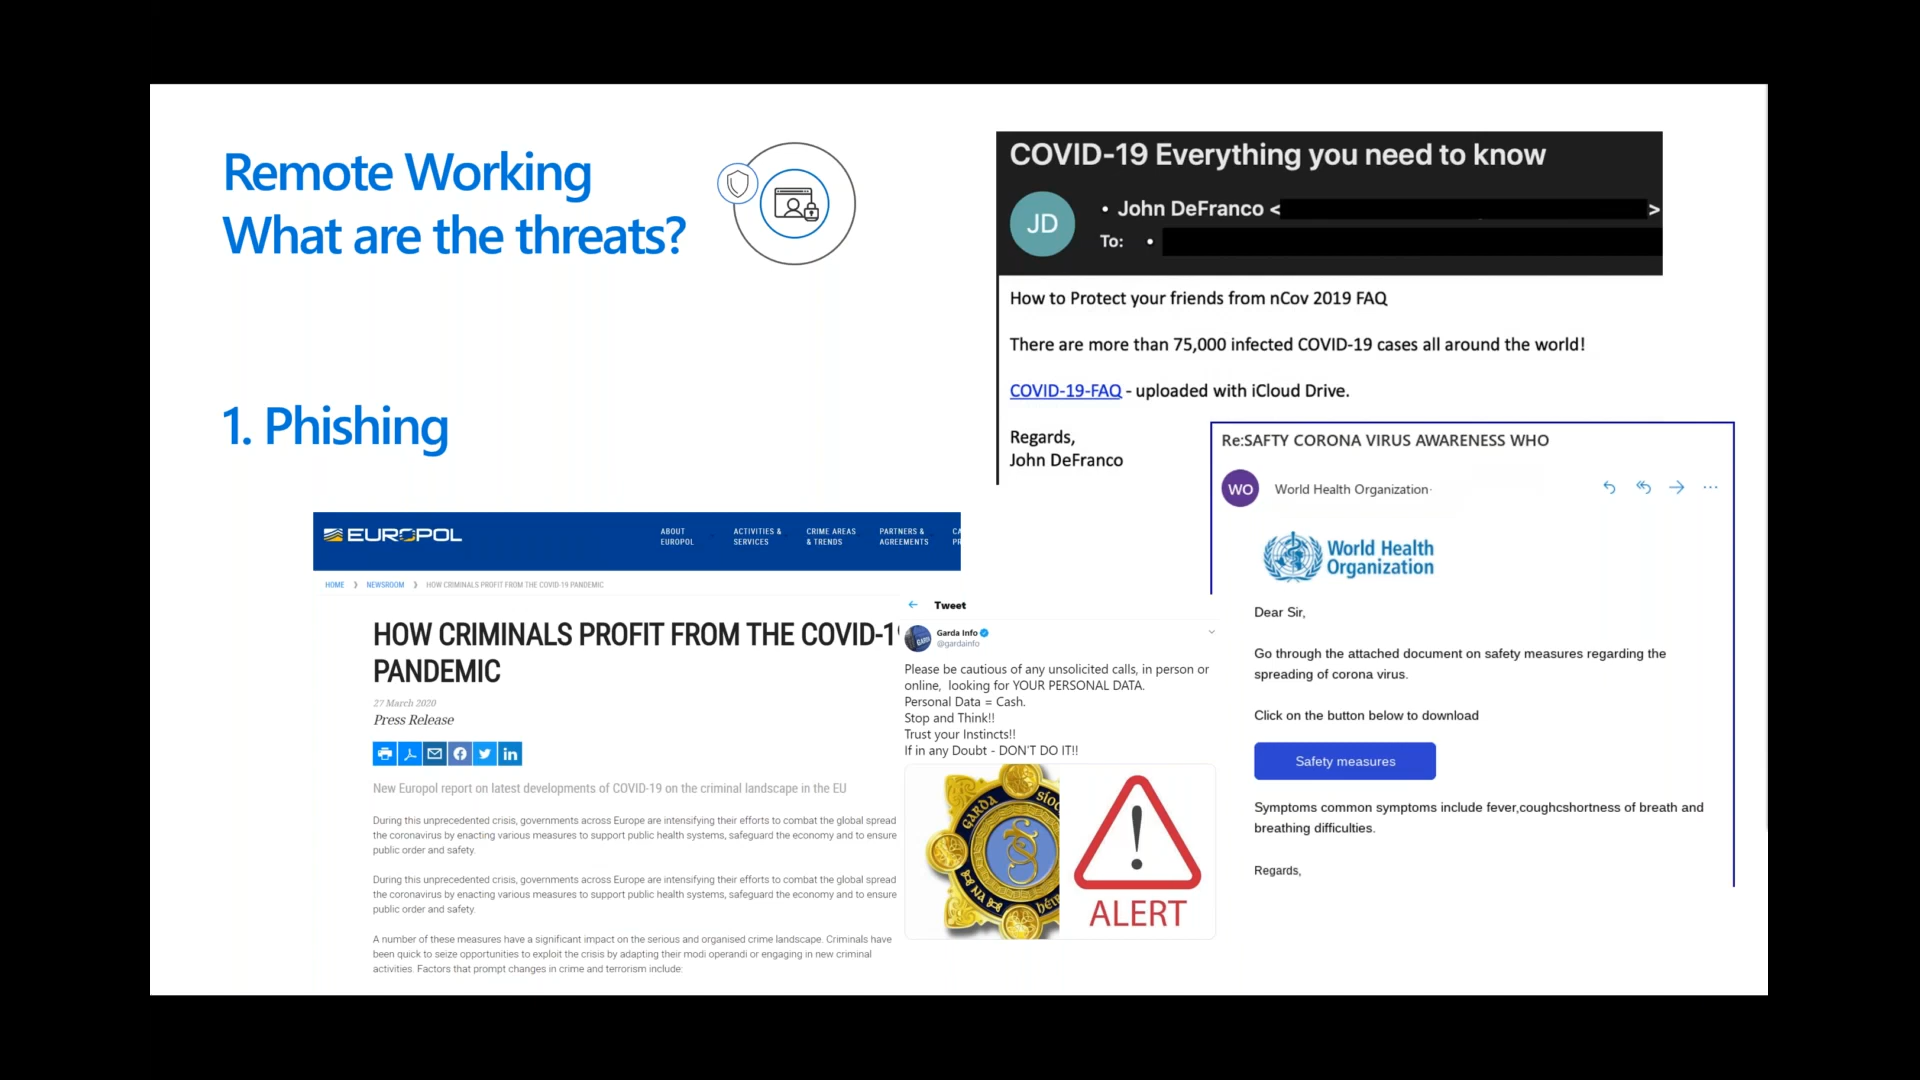 Remote Working
What are the threats?
1. Phishing
COVID-19 Everything you need to know
JD
• John DeFranco < >
To: •
How to Protect your friends from nCov 2019 FAQ
There are more than 75,000 infected COVID-19 cases all around the world!
COVID-19-FAQ - uploaded with iCloud Drive.
Regards,
John DeFranco
Re:SAFTY CORONA VIRUS AWARENESS WHO
WO
World Health Organization
World Health
Organization
Dear Sir,
Go through the attached document on safety measures regarding the
spreading of corona virus.
Click on the button below to download
Safety measures
Symptoms common symptoms include fever,coughcshortness of breath and
breathing difficulties.
Regards,
EUROPOL
ABOUT
EUROPOL
ACTIVITIES &
SERVICES
CRIME AREAS
& TRENDS
PARTNERS &
AGREEMENTS
CA
PR
HOME > NEWSROOM > HOW CRIMINALS PROFIT FROM THE COVID-19 PANDEMIC
HOW CRIMINALS PROFIT FROM THE COVID-1
PANDEMIC
27 March 2020
Press Release
in
New Europol report on latest developments of COVID-19 on the criminal landscape in the EU
During this unprecedented crisis, governments across Europe are intensifying their efforts to combat the global spread
the coronavirus by enacting various measures to support public health systems, safeguard the economy and to ensure
public order and safety.
During this unprecedented crisis, governments across Europe are intensifying their efforts to combat the global spread
the coronavirus by enacting various measures to support public health systems, safeguard the economy and to ensure
public order and safety.
A number of these measures have a significant impact on the serious and organised crime landscape. Criminals have
been quick to seize opportunities to exploit the crisis by adapting their modi operandi or engaging in new criminal
activities. Factors that prompt changes in crime and terrorism include:
Tweet
Garda Info
@gardainfo
Please be cautious of any unsolicited calls, in person or
online, looking for YOUR PERSONAL DATA.
Personal Data = Cash.
Stop and Think!!
Trust your Instincts!!
If in any Doubt - DON'T DO IT!!
GARDA SÍOC
NA HÉIR
ALERT